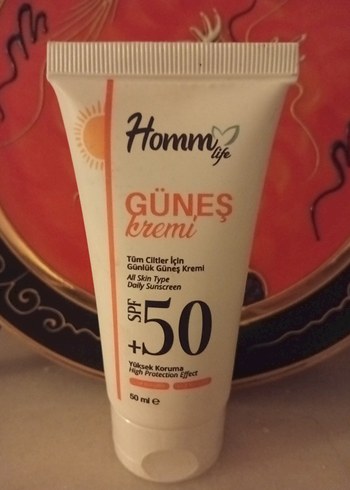 Homm
life
GÜNEŞ
kremi
Tüm Ciltler İçin
Günlük Güneş Kremi
All Skin Type
Daily Sunscreen
SPF
+50
Yüksek Koruma
High Protection Effect
50 ml e